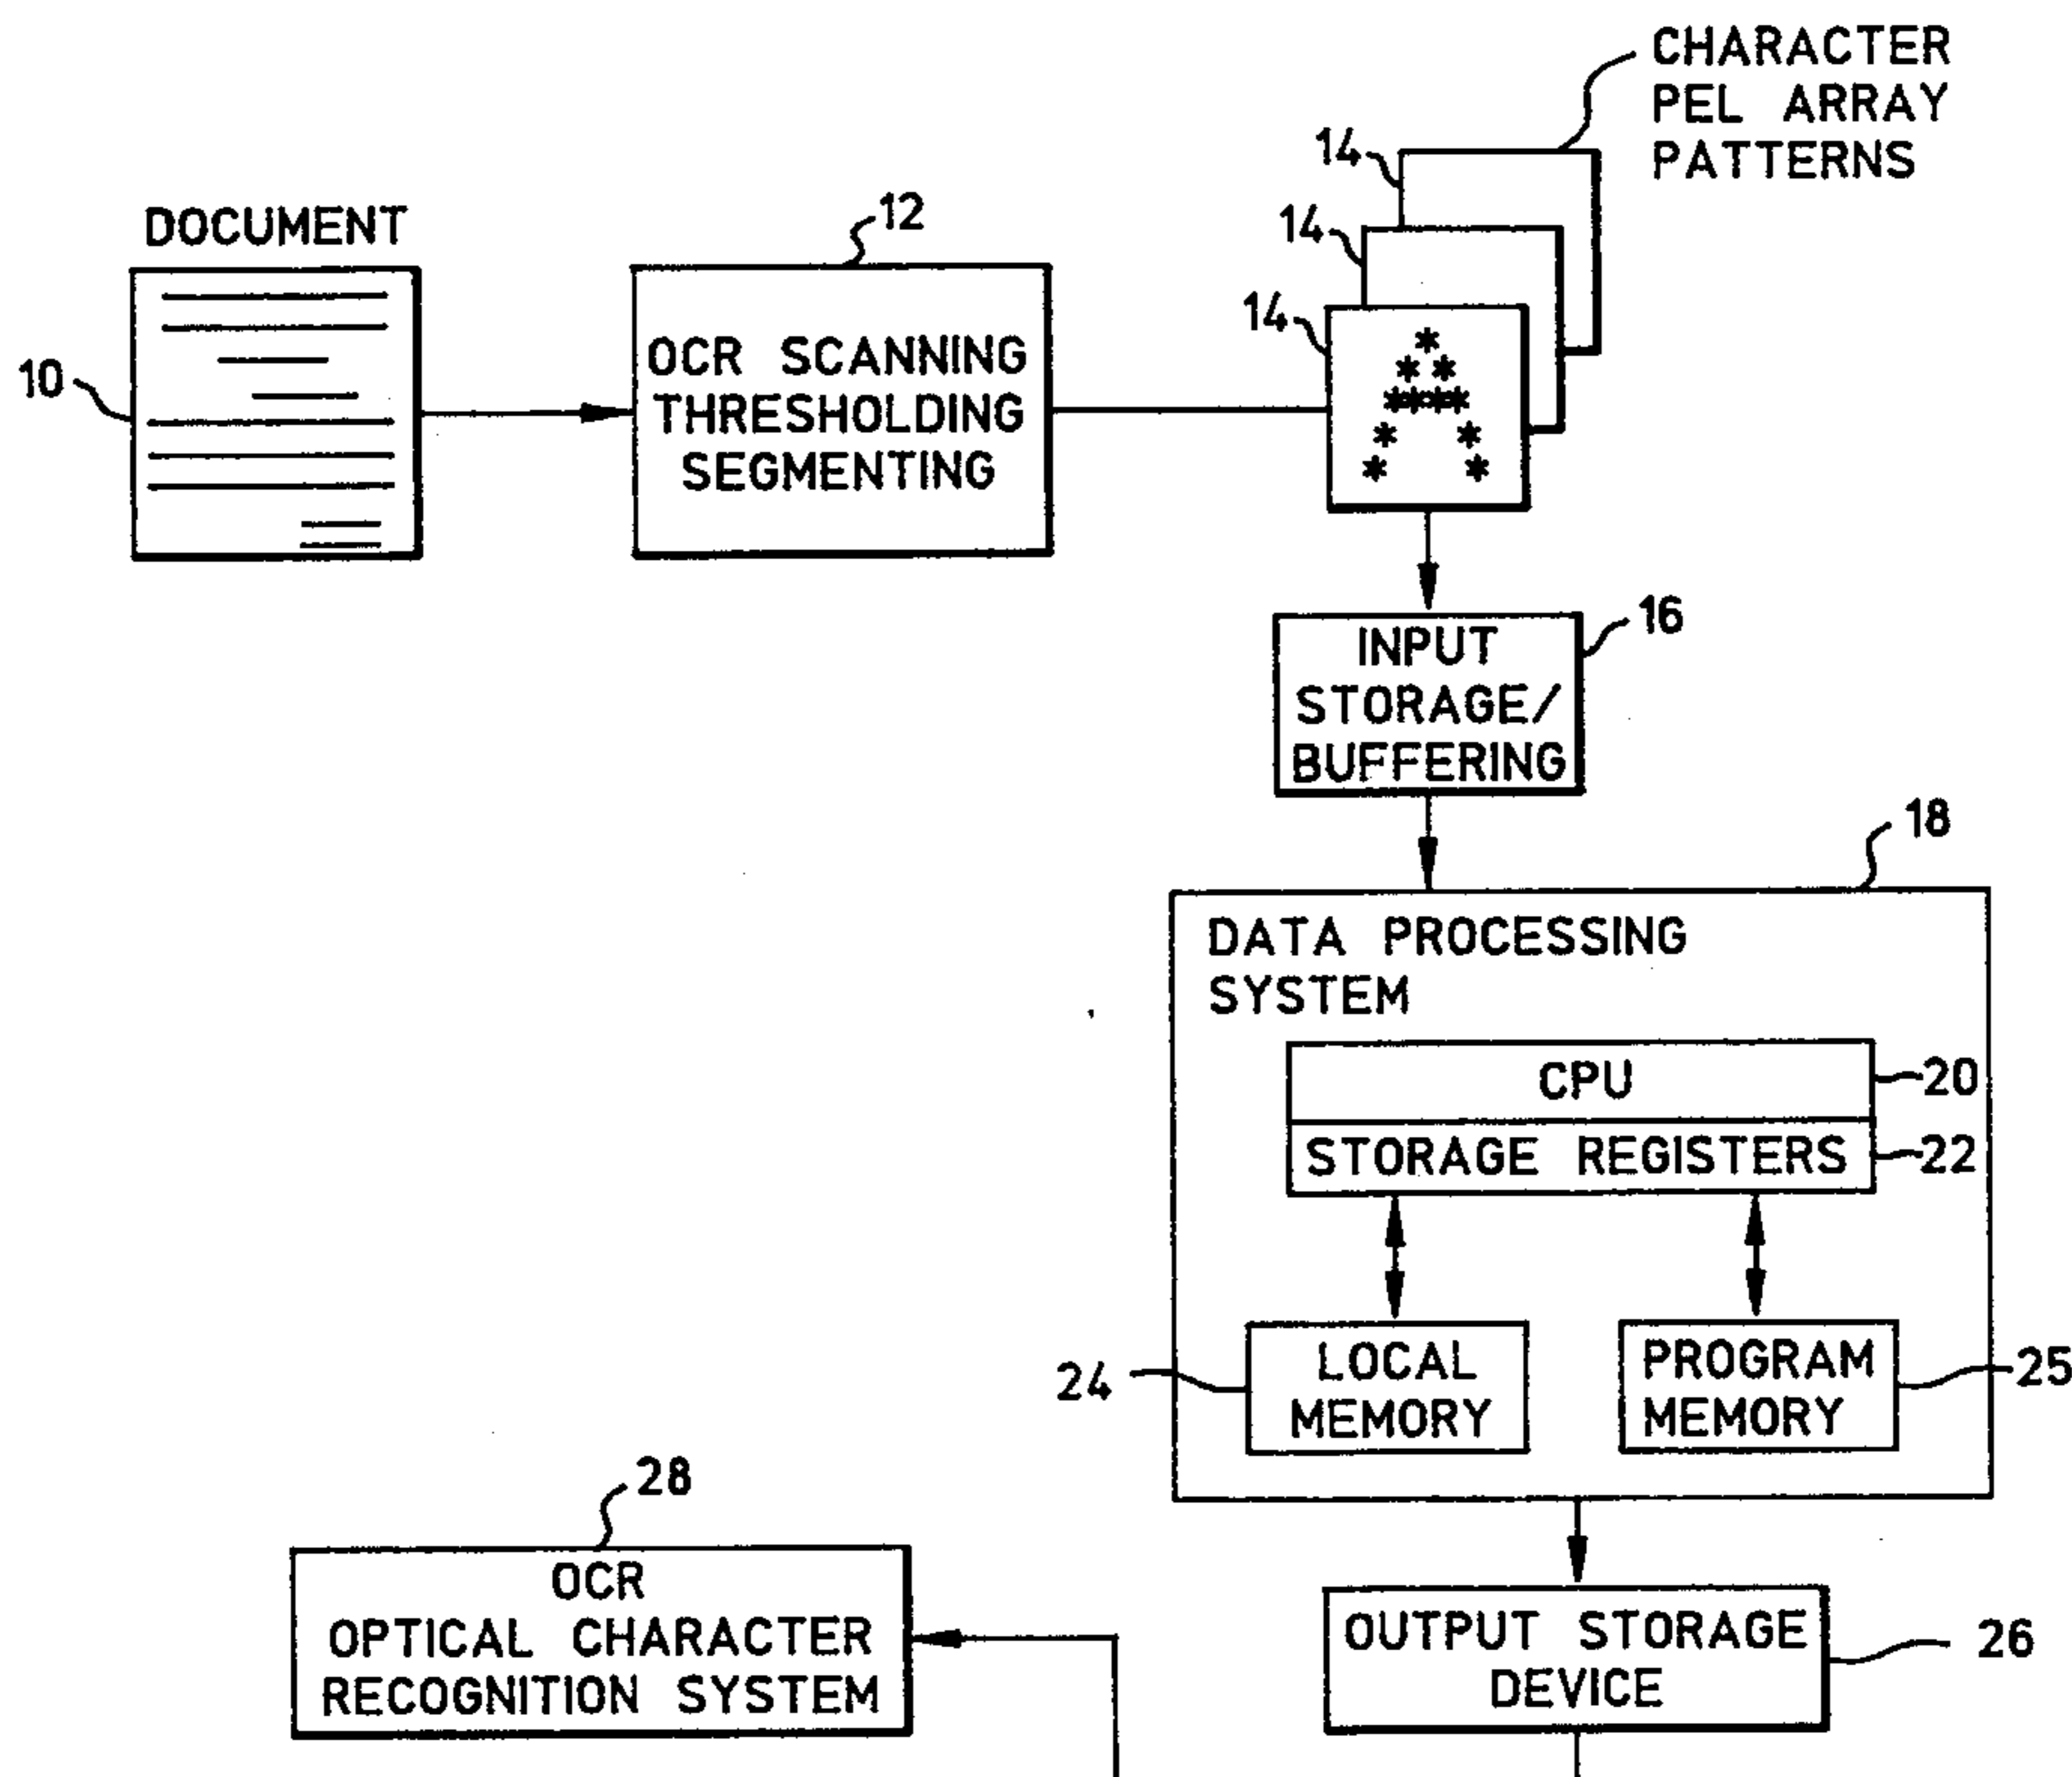 CHARACTER
PEL ARRAY
PATTERNS
14
14
14
DOCUMENT
12
10
OCR SCANNING
THRESHOLDING
SEGMENTING
* 
* *
****
* *
* *
16
INPUT
STORAGE/
BUFFERING
18
DATA PROCESSING
SYSTEM
CPU
20
STORAGE REGISTERS
22
24
LOCAL
MEMORY
PROGRAM
MEMORY
25
28
OCR
OPTICAL CHARACTER
RECOGNITION SYSTEM
OUTPUT STORAGE
DEVICE
26